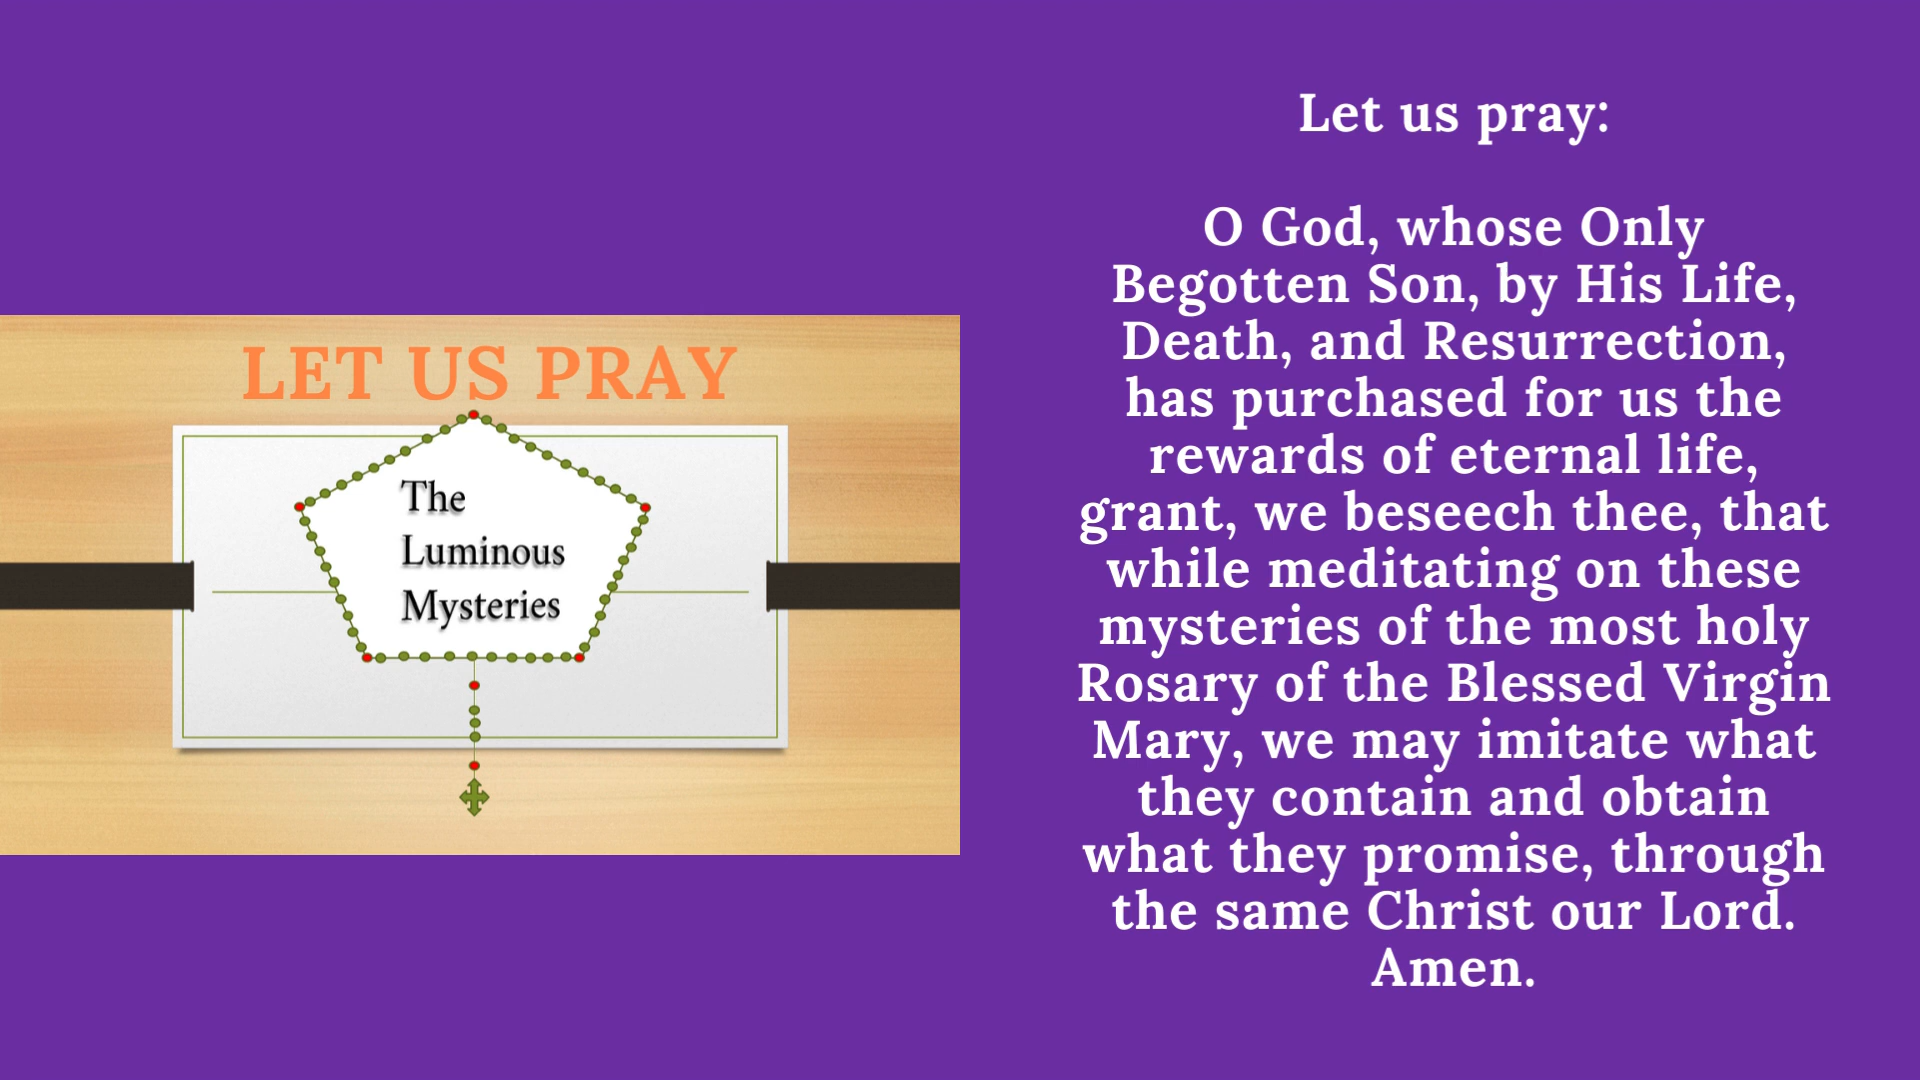 LET US PRAY
The
Luminous
Mysteries
Let us pray:
O God, whose Only
Begotten Son, by His Life,
Death, and Resurrection,
has purchased for us the
rewards of eternal life,
grant, we beseech thee, that
while meditating on these
mysteries of the most holy
Rosary of the Blessed Virgin
Mary, we may imitate what
they contain and obtain
what they promise, through
the same Christ our Lord.
Amen.